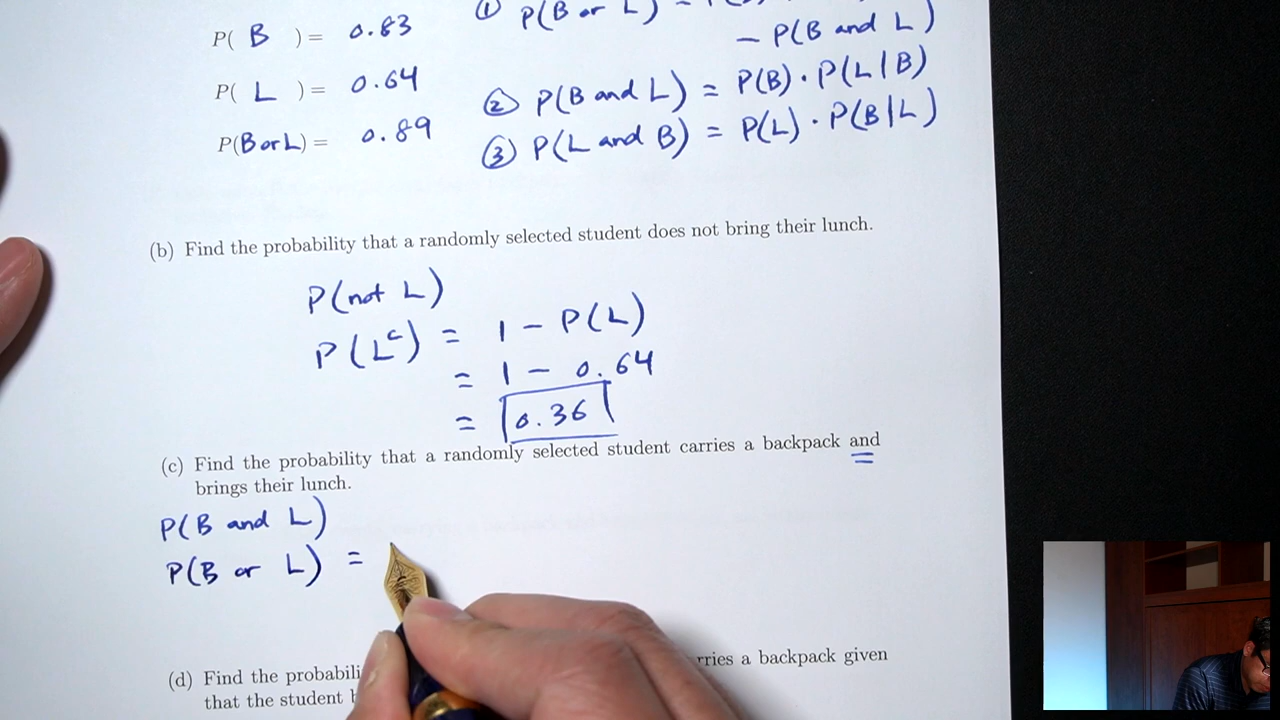 P( B ) = 0.83
① P(B or L) =
− P(B and L)
P( L ) = 0.64
② P(B and L) = P(B) · P(L|B)
P(B or L) = 0.89
③ P(L and B) = P(L) · P(B|L)
(b) Find the probability that a randomly selected student does not bring their lunch.
P(not L)
P(Lᶜ) = 1 − P(L)
= 1 − 0.64
= 0.36
(c) Find the probability that a randomly selected student carries a backpack and
brings their lunch.
P(B and L)
P(B or L) =
(d) Find the a backpack given
that the student